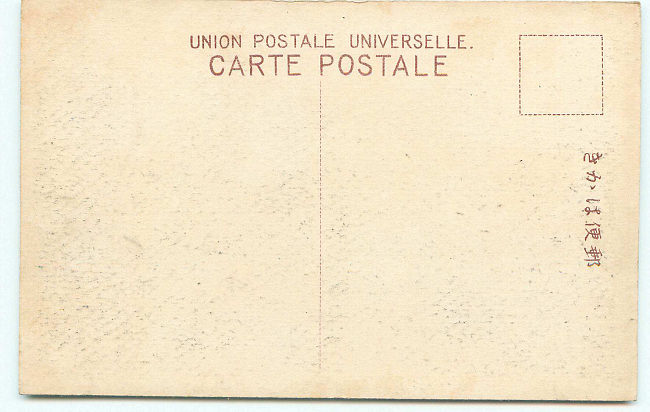 UNION POSTALE UNIVERSELLE.
CARTE POSTALE
郵便はかき